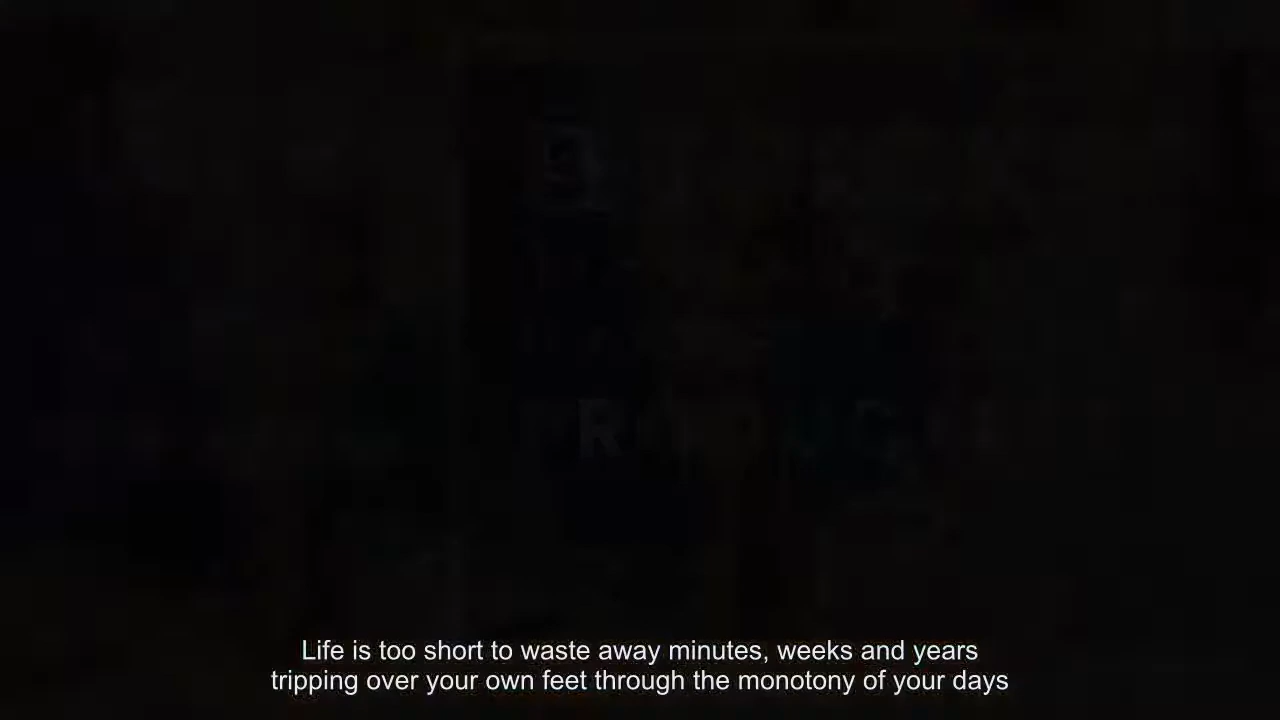 Life is too short to waste away minutes, weeks and years
tripping over your own feet through the monotony of your days